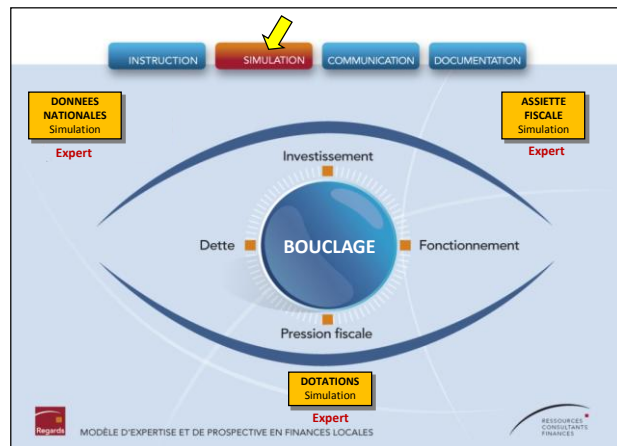 INSTRUCTION
SIMULATION
COMMUNICATION
DOCUMENTATION
DONNEES
NATIONALES
Simulation
Expert
ASSIETTE
FISCALE
Simulation
Expert
Investissement
Dette
BOUCLAGE
Fonctionnement
Pression fiscale
DOTATIONS
Simulation
Expert
Regards
MODÈLE D'EXPERTISE ET DE PROSPECTIVE EN FINANCES LOCALES
RESSOURCES
CONSULTANTS
FINANCES